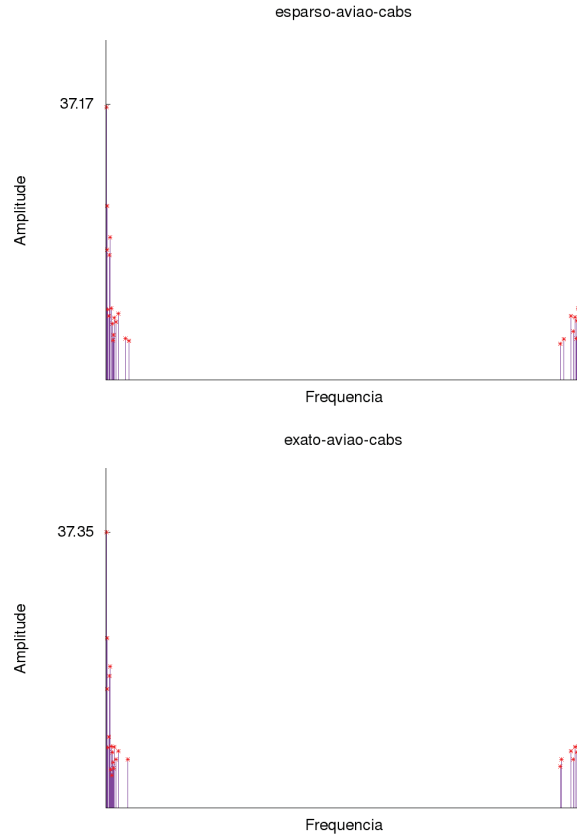 esparso-aviao-cabs
37.17
Amplitude
Frequencia
exato-aviao-cabs
37.35
Amplitude
Frequencia